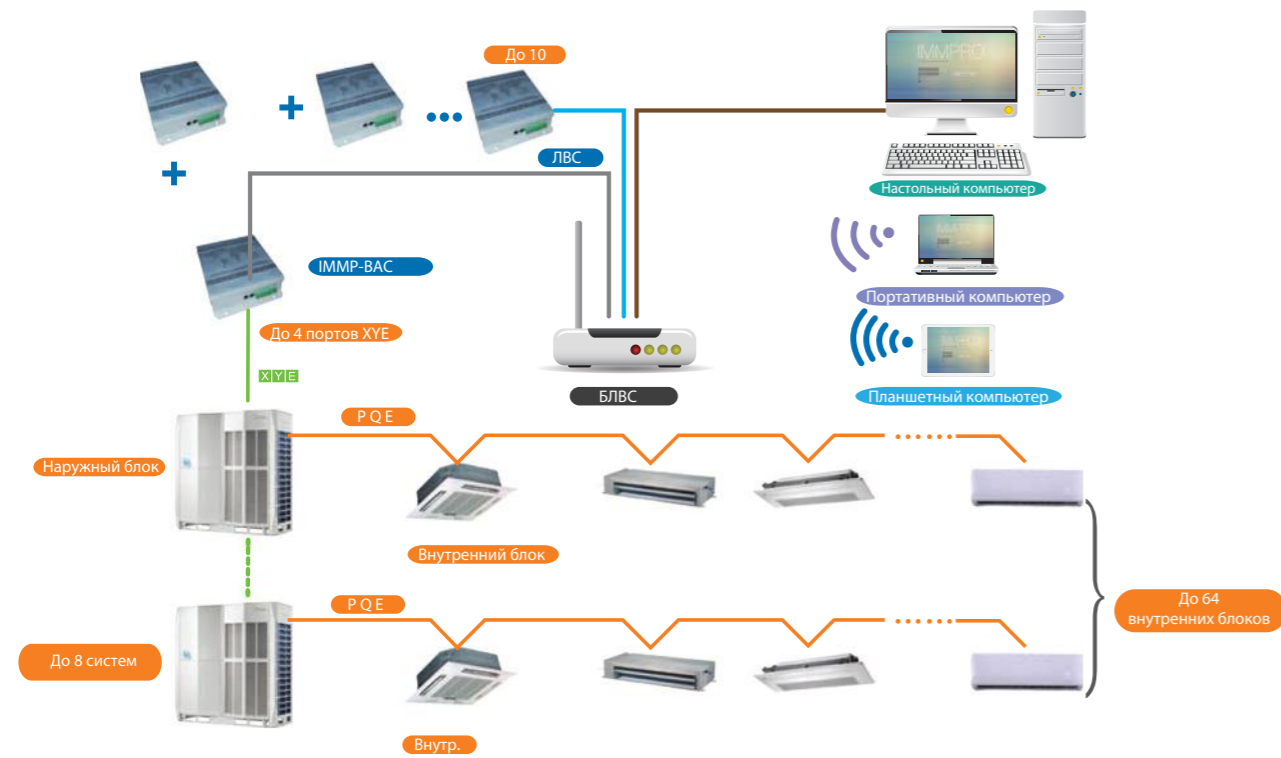 До 10
IMMPRO
ЛВС
Настольный компьютер
IMMP-BAC
Портативный компьютер
До 4 портов XYE
X Y E
БЛВС
Планшетный компьютер
P Q E
Наружный блок
Внутренний блок
До 64
внутренних блоков
P Q E
До 8 систем
Внутр.